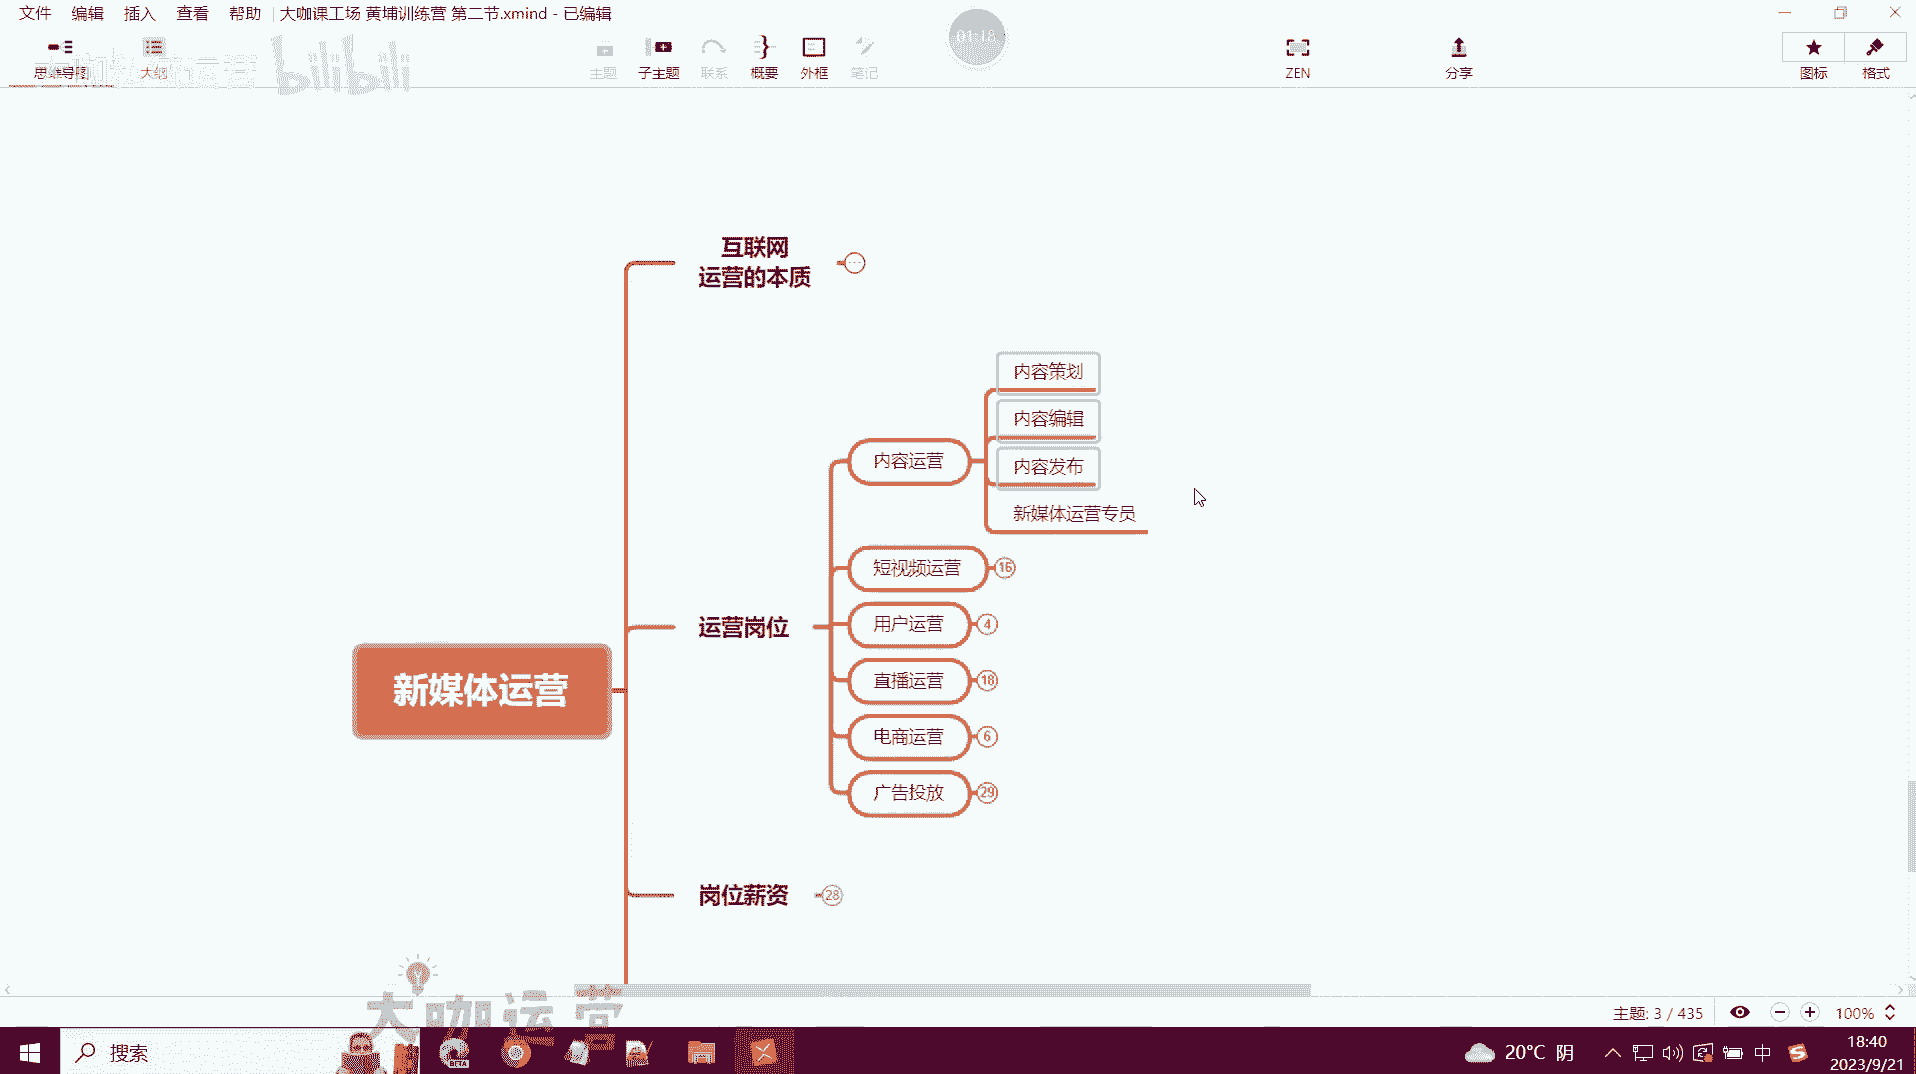 文件 编辑 插入 查看 帮助 大咖课工场 黄埔训练营 第二节.xmind - 已编辑
01:18
思维导图 大纲 主题 子主题 联系 概要 外框 笔记 ZEN 分享 图标 格式
bilibili
互联网
运营的本质
内容策划
内容编辑
内容运营
内容发布
新媒体运营专员
短视频运营 16
用户运营 4
运营岗位
直播运营 18
新媒体运营
电商运营 6
广告投放 29
岗位薪资 28
大咖运营
主题: 3 / 435 100%
搜索 BETA 20°C 阴 中 18:40
2023/9/21